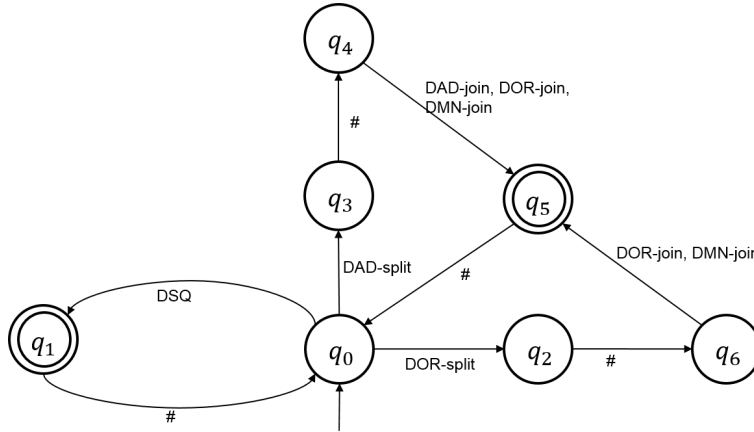 q4
DAD-join, DOR-join,
DMN-join
#
q3
q5
DAD-split
#
DOR-join, DMN-join
DSQ
q1
q0
DOR-split
q2
#
q6
#